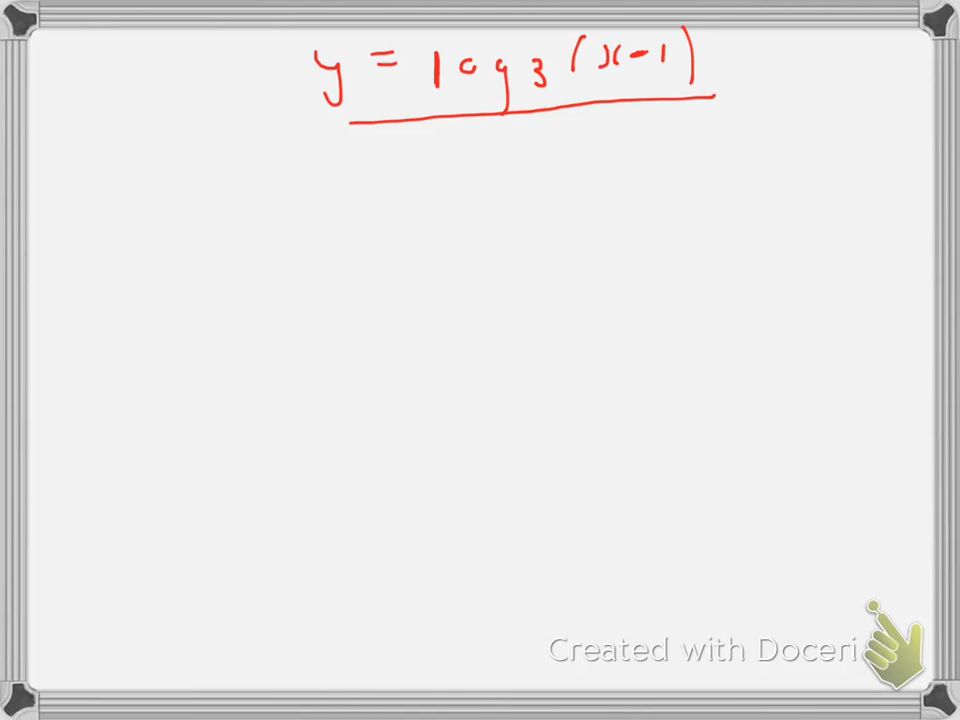 y = log3(x-1)
Created with Doceri